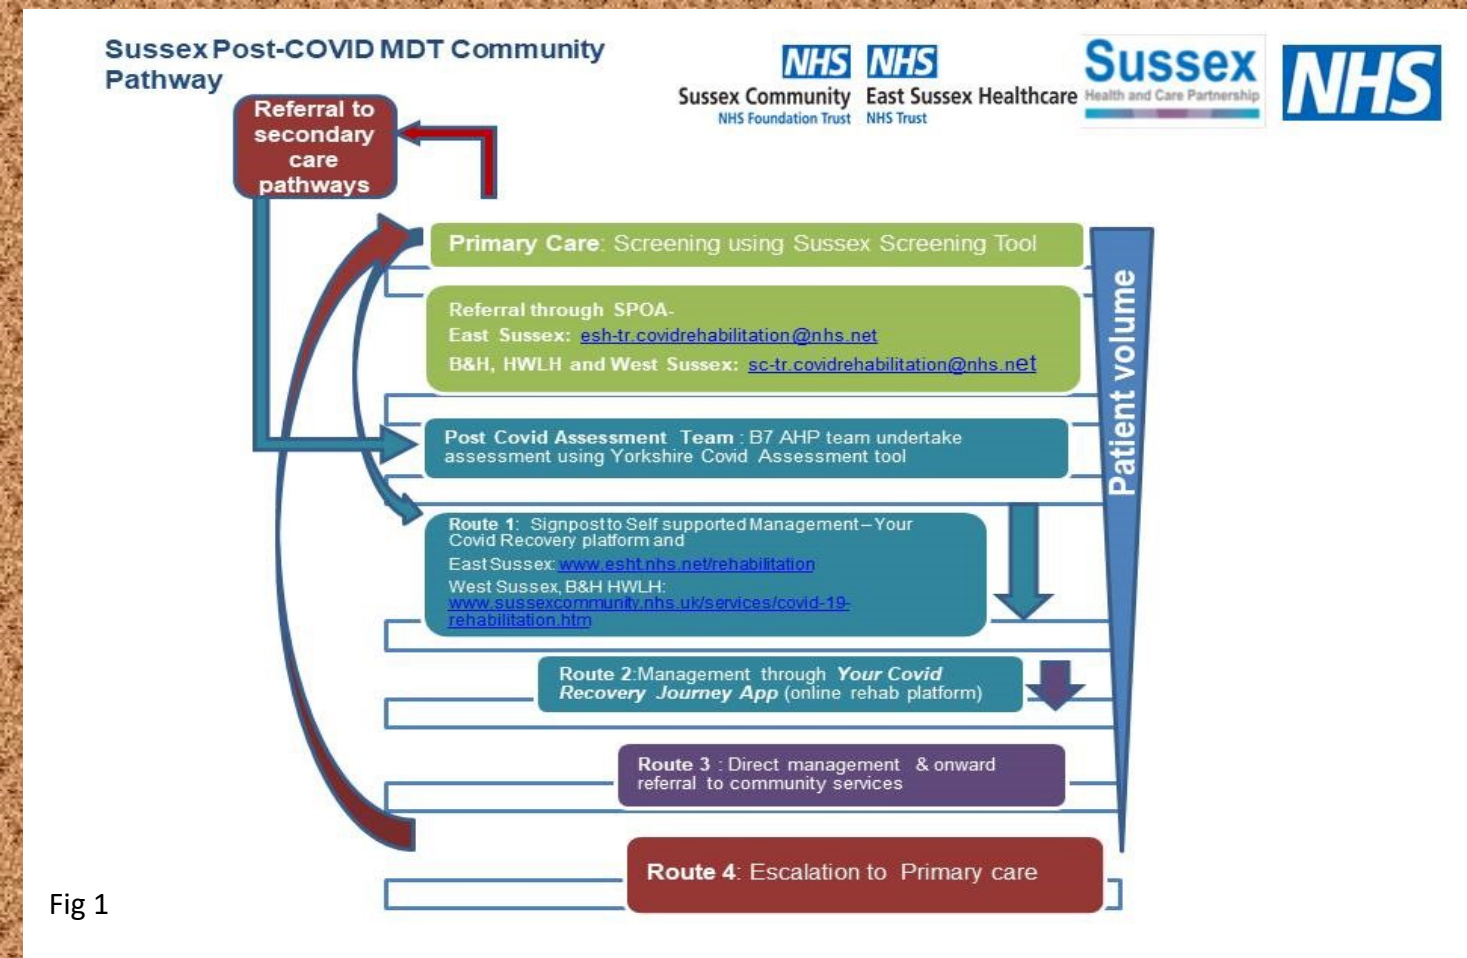 Sussex Post-COVID MDT Community
Pathway
NHS
Sussex Community
NHS Foundation Trust
NHS
East Sussex Healthcare
NHS Trust
Sussex
Health and Care Partnership
NHS
Referral to
secondary
care
pathways
Primary Care: Screening using Sussex Screening Tool
Referral through SPOA-
East Sussex: esh-tr.covidrehabilitation@nhs.net
B&H, HWLH and West Sussex: sc-tr.covidrehabilitation@nhs.net
Patient volume
Post Covid Assessment Team : B7 AHP team undertake
assessment using Yorkshire Covid Assessment tool
Route 1: Signpost to Self supported Management – Your
Covid Recovery platform and
East Sussex: www.esht.nhs.net/rehabilitation
West Sussex, B&H HWLH:
www.sussexcommunity.nhs.uk/services/covid-19-
rehabilitation.htm
Route 2:Management through Your Covid
Recovery Journey App (online rehab platform)
Route 3 : Direct management & onward
referral to community services
Route 4: Escalation to Primary care
Fig 1